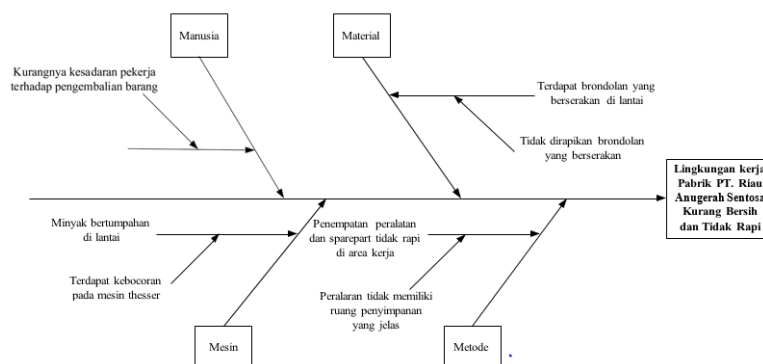 Manusia
Material
Kurangnya kesadaran pekerja
terhadap pengembalian barang
Terdapat brondolan yang
berserakan di lantai
Tidak dirapikan brondolan
yang berserakan
Lingkungan kerja
Pabrik PT. Riau
Anugerah Sentosa
Kurang Bersih
dan Tidak Rapi
Minyak bertumpahan
di lantai
Terdapat kebocoran
pada mesin thesser
Penempatan peralatan
dan sparepart tidak rapi
di area kerja
Peralaran tidak memiliki
ruang penyimpanan
yang jelas
Mesin
Metode